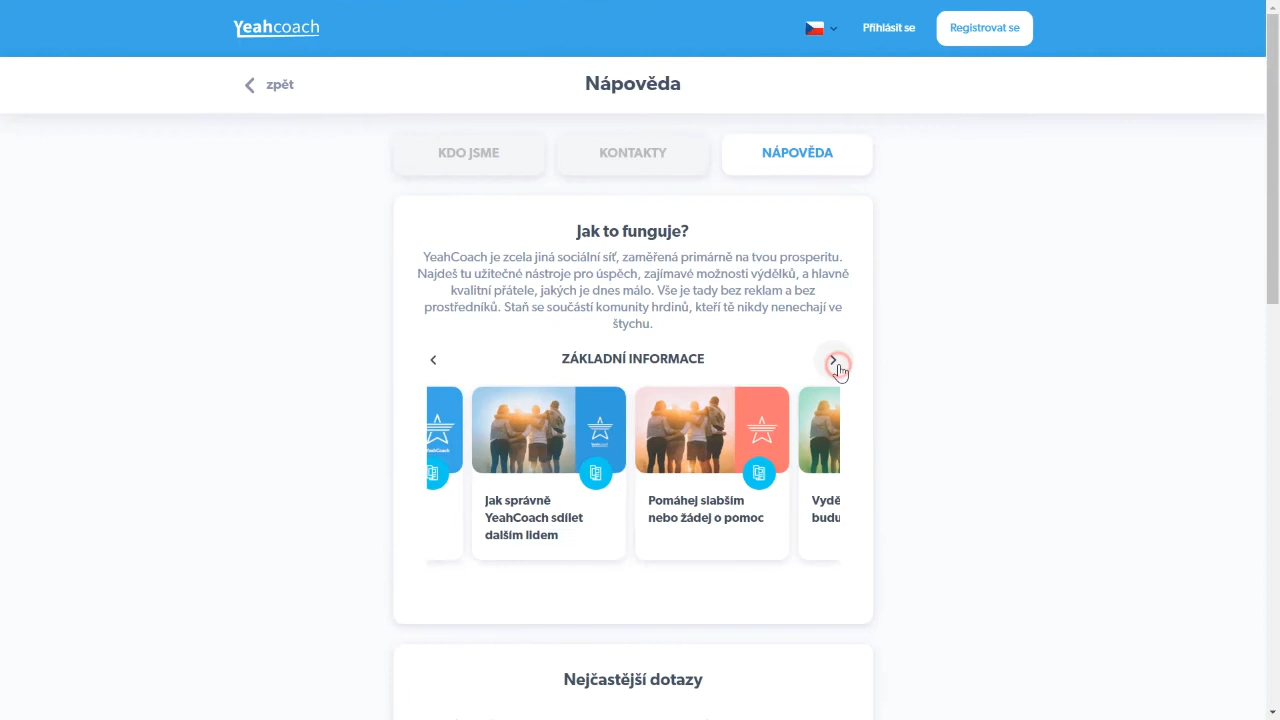 Yeahcoach
Přihlásit se
Registrovat se
zpět
Nápověda
KDO JSME
KONTAKTY
NÁPOVĚDA
Jak to funguje?
YeahCoach je zcela jiná sociální síť, zaměřená primárně na tvou prosperitu.
Najdeš tu užitečné nástroje pro úspěch, zajímavé možnosti výdělků, a hlavně
kvalitní přátele, jakých je dnes málo. Vše je tady bez reklam a bez
prostředníků. Staň se součástí komunity hrdinů, kteří tě nikdy nenechají ve
štychu.
ZÁKLADNÍ INFORMACE
Jak správně
YeahCoach sdílet
dalším lidem
Pomáhej slabším
nebo žádej o pomoc
Vydě
budu
Nejčastější dotazy